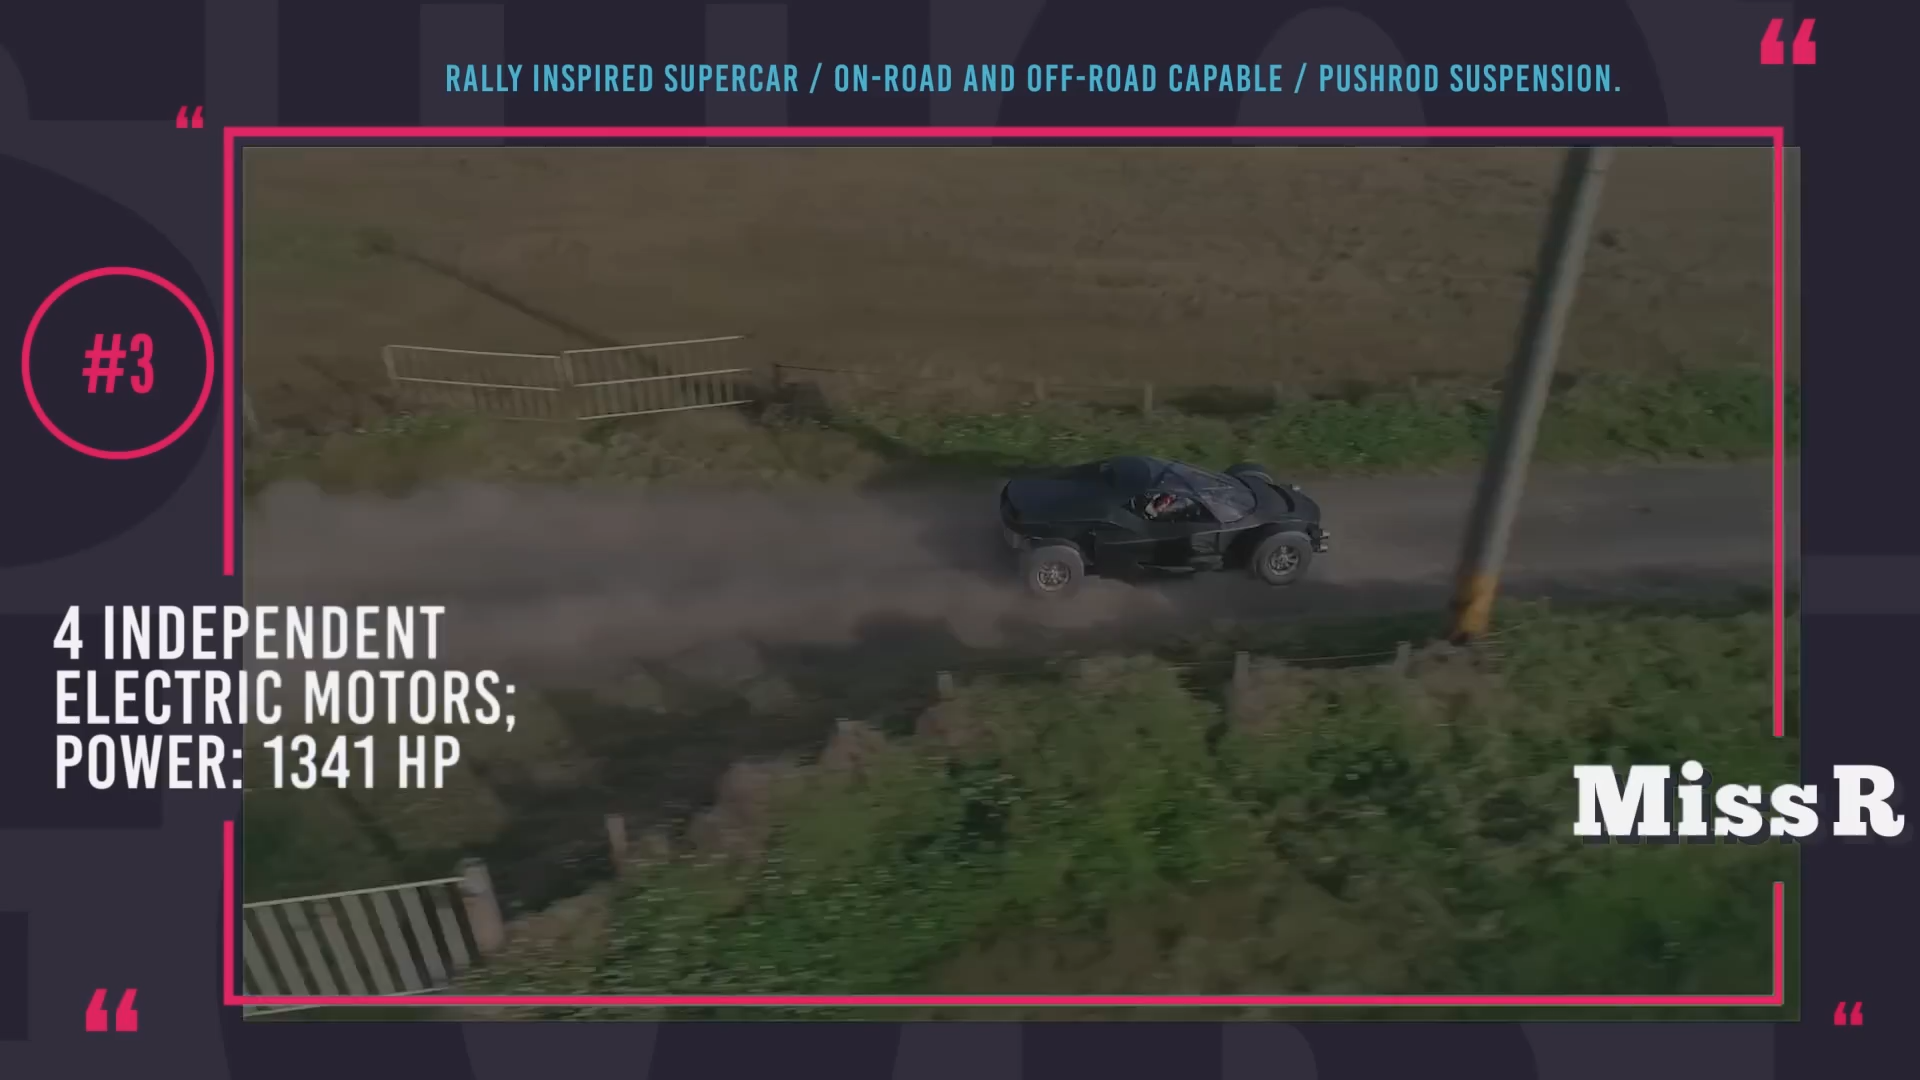 RALLY INSPIRED SUPERCAR / ON-ROAD AND OFF-ROAD CAPABLE / PUSHROD SUSPENSION.
#3
4 INDEPENDENT
ELECTRIC MOTORS;
POWER: 1341 HP
Miss R